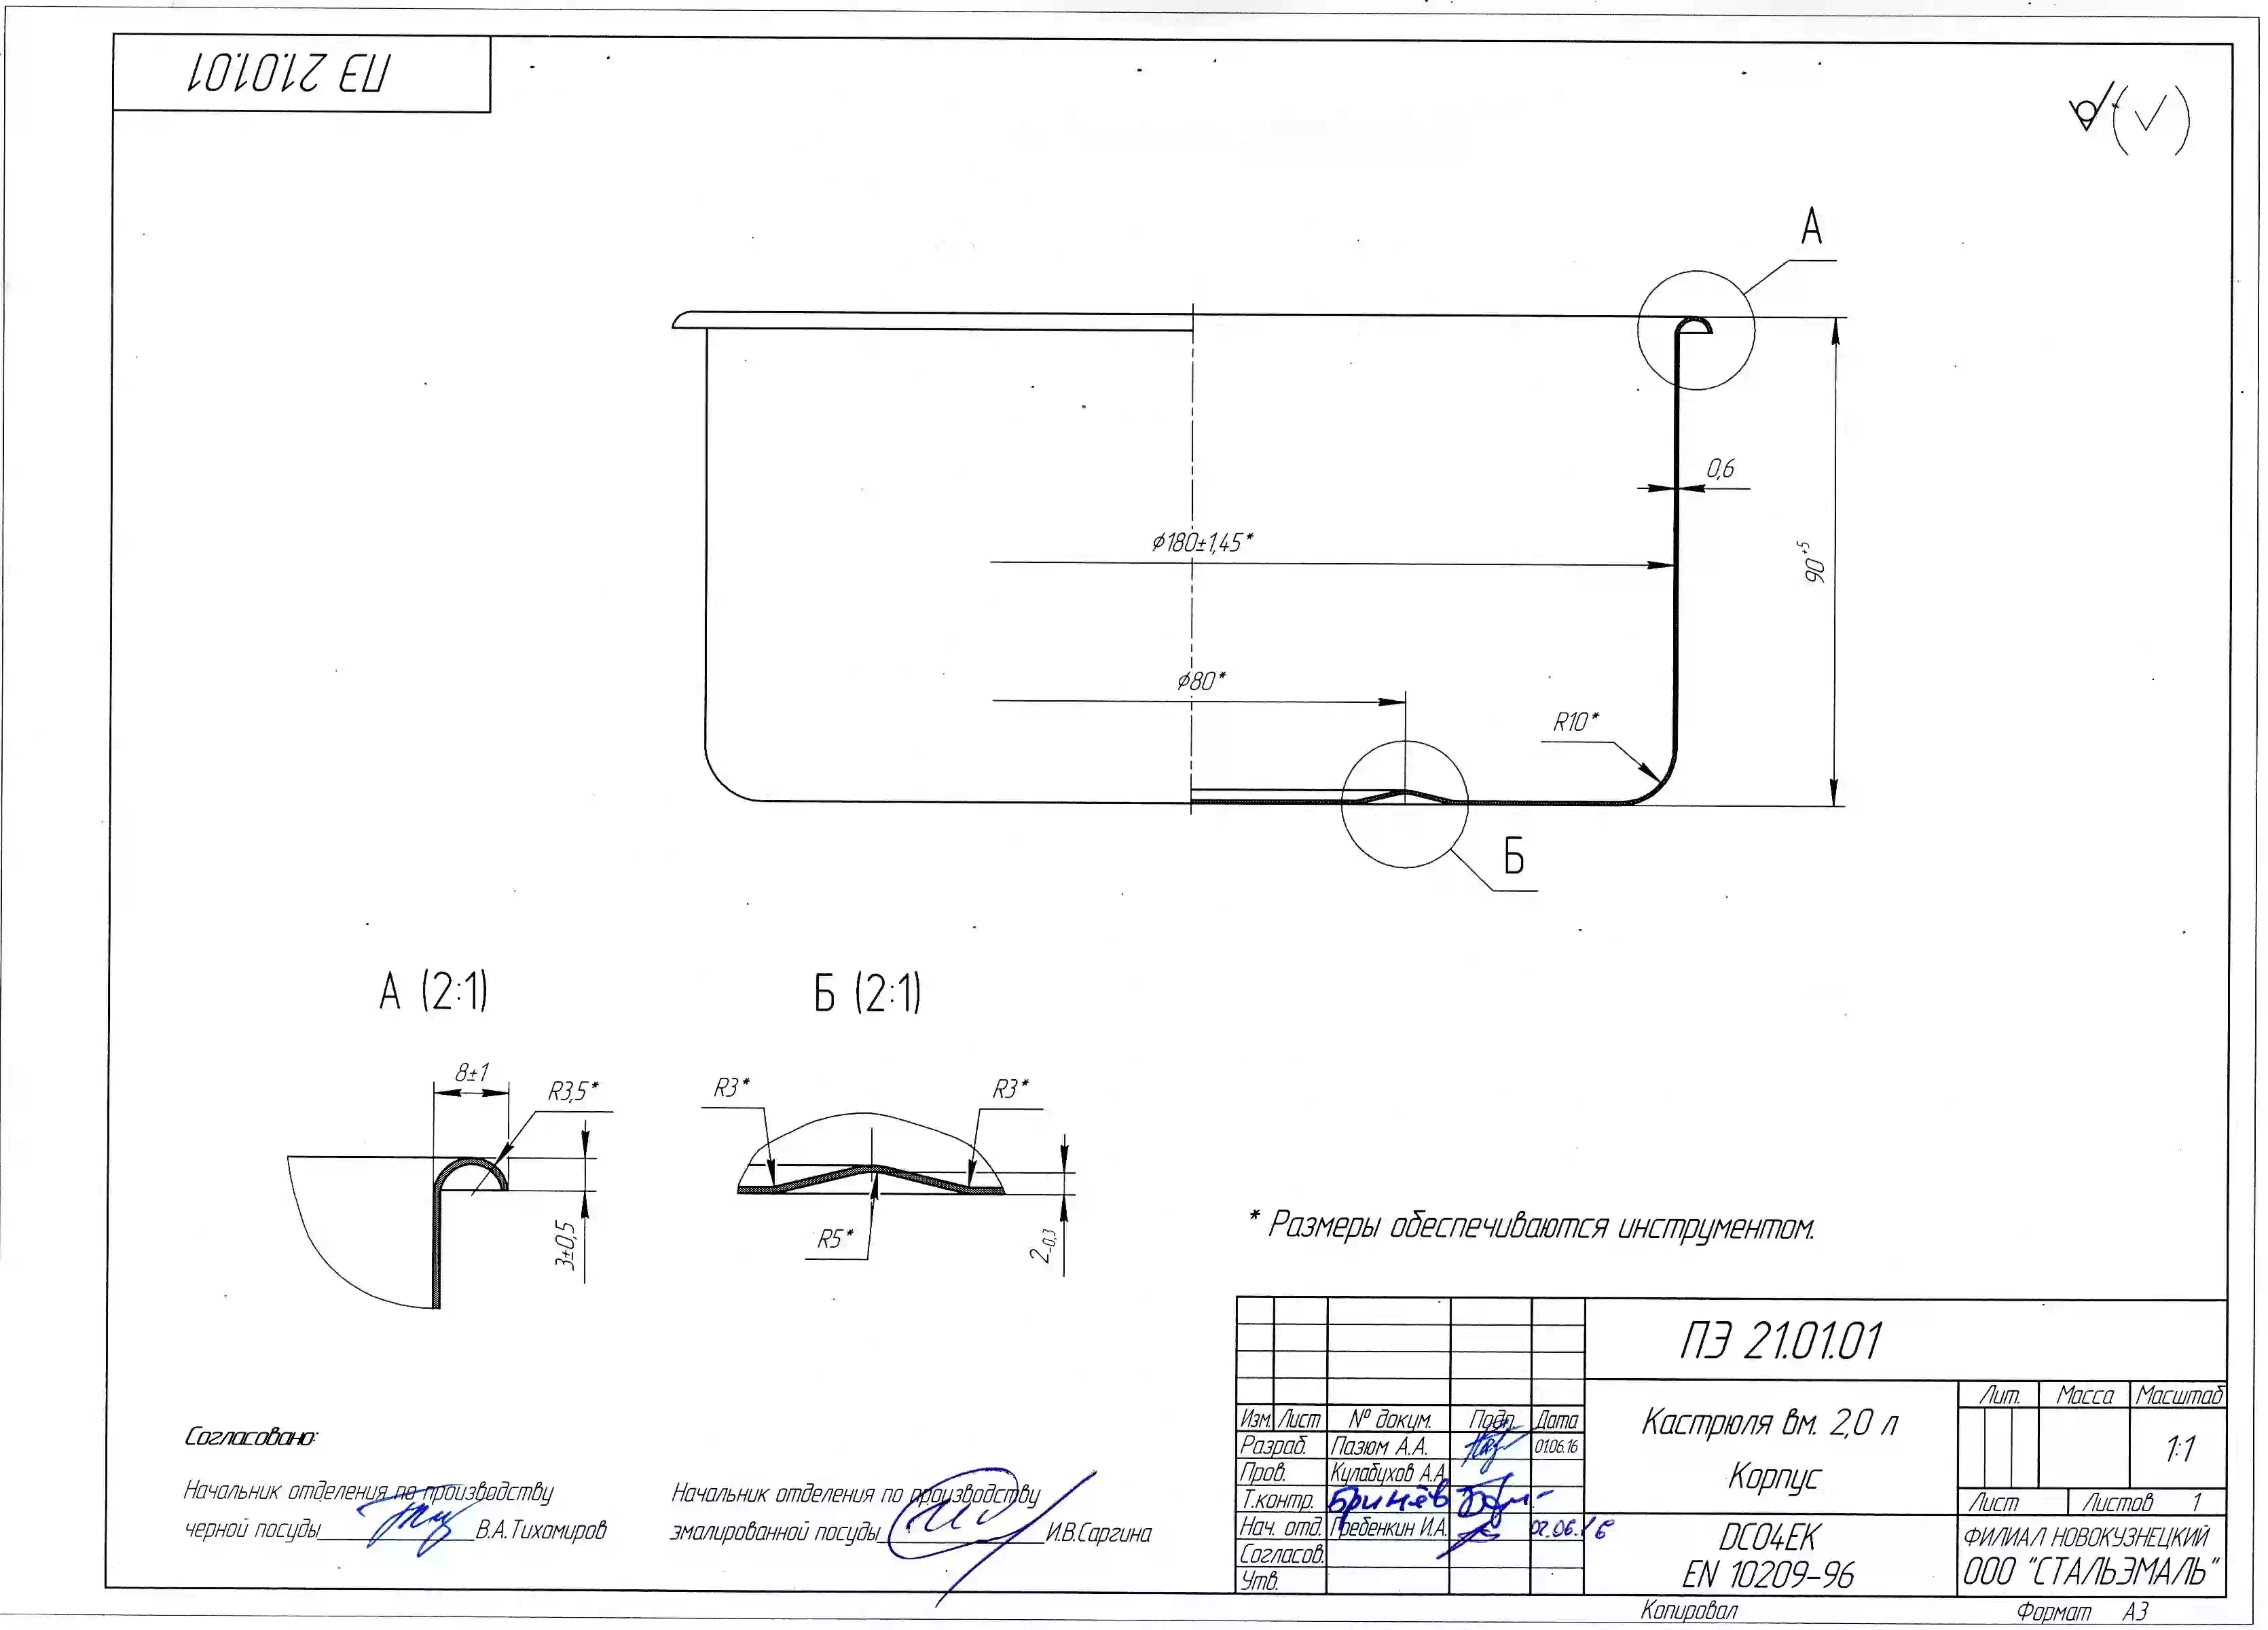 ПЭ 21.01.01
А
0,6
⌀180±1,45*
90⁺⁵
⌀80*
R10*
Б
А (2:1)
Б (2:1)
8±1
R3,5*
3±0,5
R3*
R3*
R5*
2-0,3
* Размеры обеспечиваются инструментом.
Согласовано:
Начальник отделения по производству
черной посуды В.А.Тихомиров
Начальник отделения по производству
эмалированной посуды И.В.Саргина
ПЭ 21.01.01
Изм. Лист № докум. Подп. Дата
Разраб. Пазюм А.А. 01.06.16
Пров. Кулабухов А.А.
Т.контр. Бринёв
Нач. отд. Гребенкин И.А. 02.06.16
Согласов.
Утв.
Кастрюля вм. 2,0 л
Корпус
Лит. Масса Масштаб
1:1
Лист Листов 1
DC04EK
EN 10209-96
ФИЛИАЛ НОВОКУЗНЕЦКИЙ
ООО "СТАЛЬЭМАЛЬ"
Копировал Формат А3